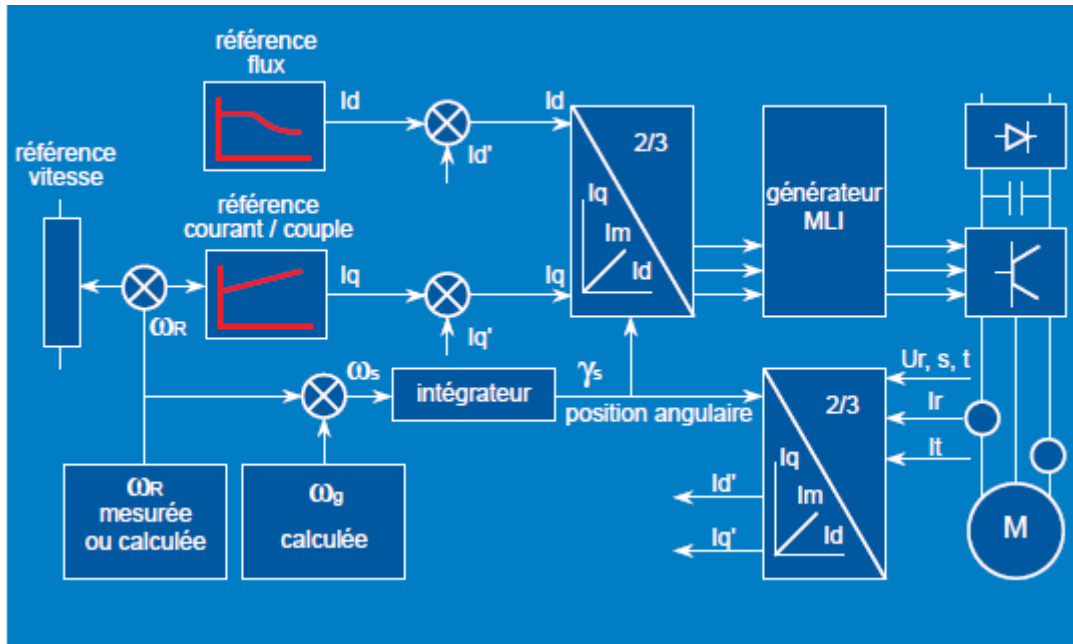 référence
flux
Id
Id
Id'
2/3
Iq
Im
Id
générateur
MLI
référence
vitesse
référence
courant / couple
Iq
Iq
Iq'
ωR
ωs
intégrateur
γs
position angulaire
Ur, s, t
Ir
It
2/3
Iq
Im
Id
Id'
Iq'
ωR
mesurée
ou calculée
ωg
calculée
M